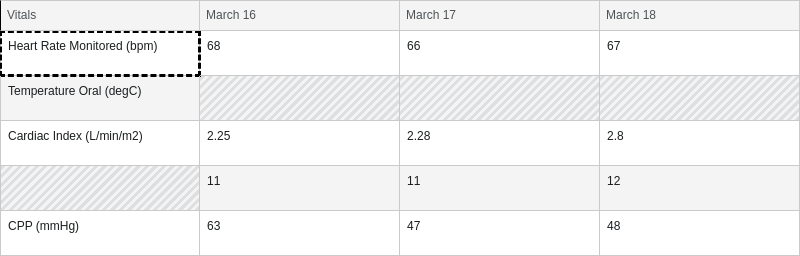 Vitals March 16 March 17 March 18
Heart Rate Monitored (bpm) 68 66 67
Temperature Oral (degC)
Cardiac Index (L/min/m2) 2.25 2.28 2.8
11 11 12
CPP (mmHg) 63 47 48